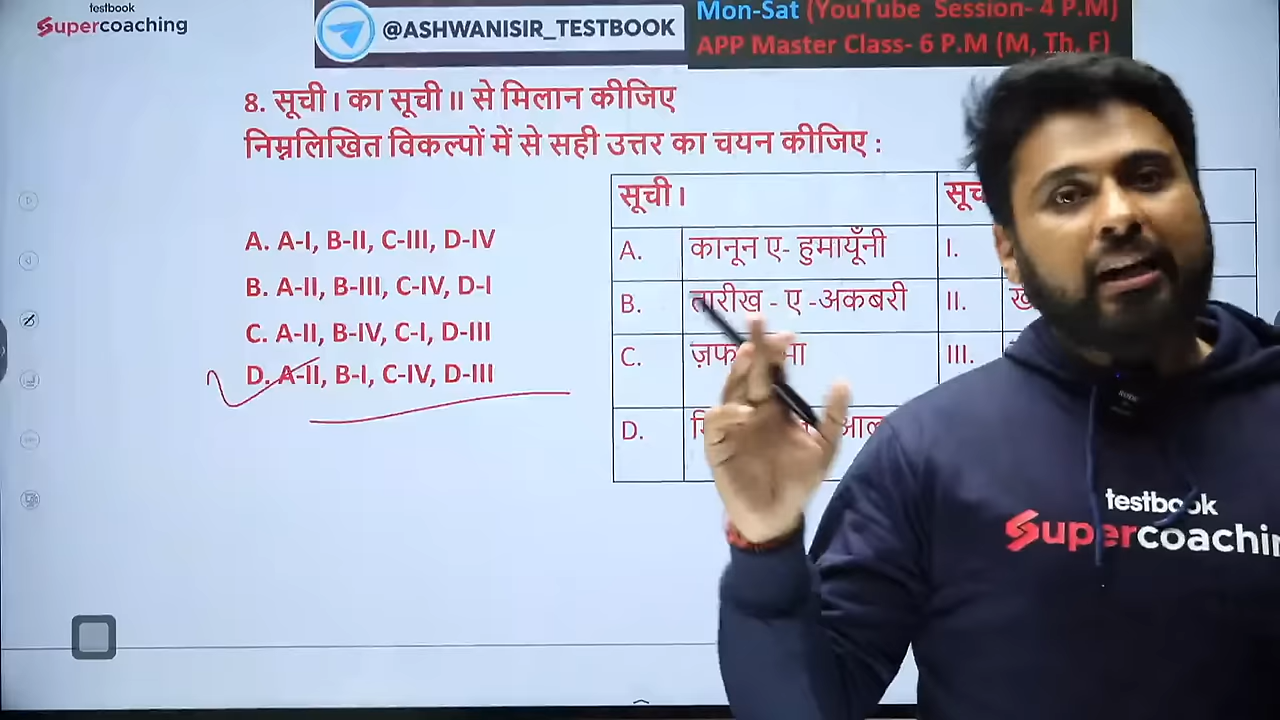 testbook
Supercoaching
@ASHWANISIR_TESTBOOK
Mon-Sat (YouTube Session- 4 P.M)
APP Master Class- 6 P.M (M, Th. F)
8. सूची I का सूची II से मिलान कीजिए
निम्नलिखित विकल्पों में से सही उत्तर का चयन कीजिए :
A. A-I, B-II, C-III, D-IV
B. A-II, B-III, C-IV, D-I
C. A-II, B-IV, C-I, D-III
D. A-II, B-I, C-IV, D-III
सूची I
A. कानून ए- हुमायूँनी I.
B. तारीख - ए -अकबरी II.
C. III.
D.
testbook
Supercoaching